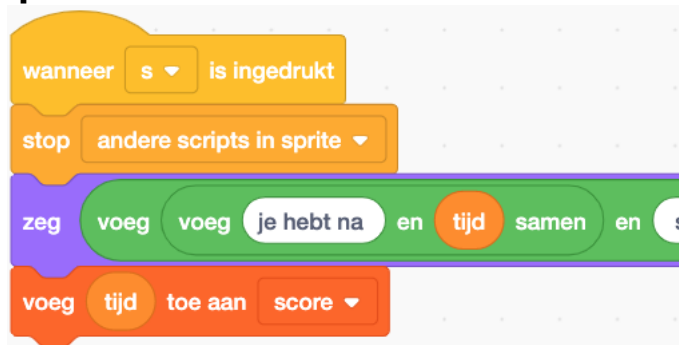 wanneer s is ingedrukt
stop andere scripts in sprite
zeg voeg voeg je hebt na en tijd samen en s
voeg tijd toe aan score